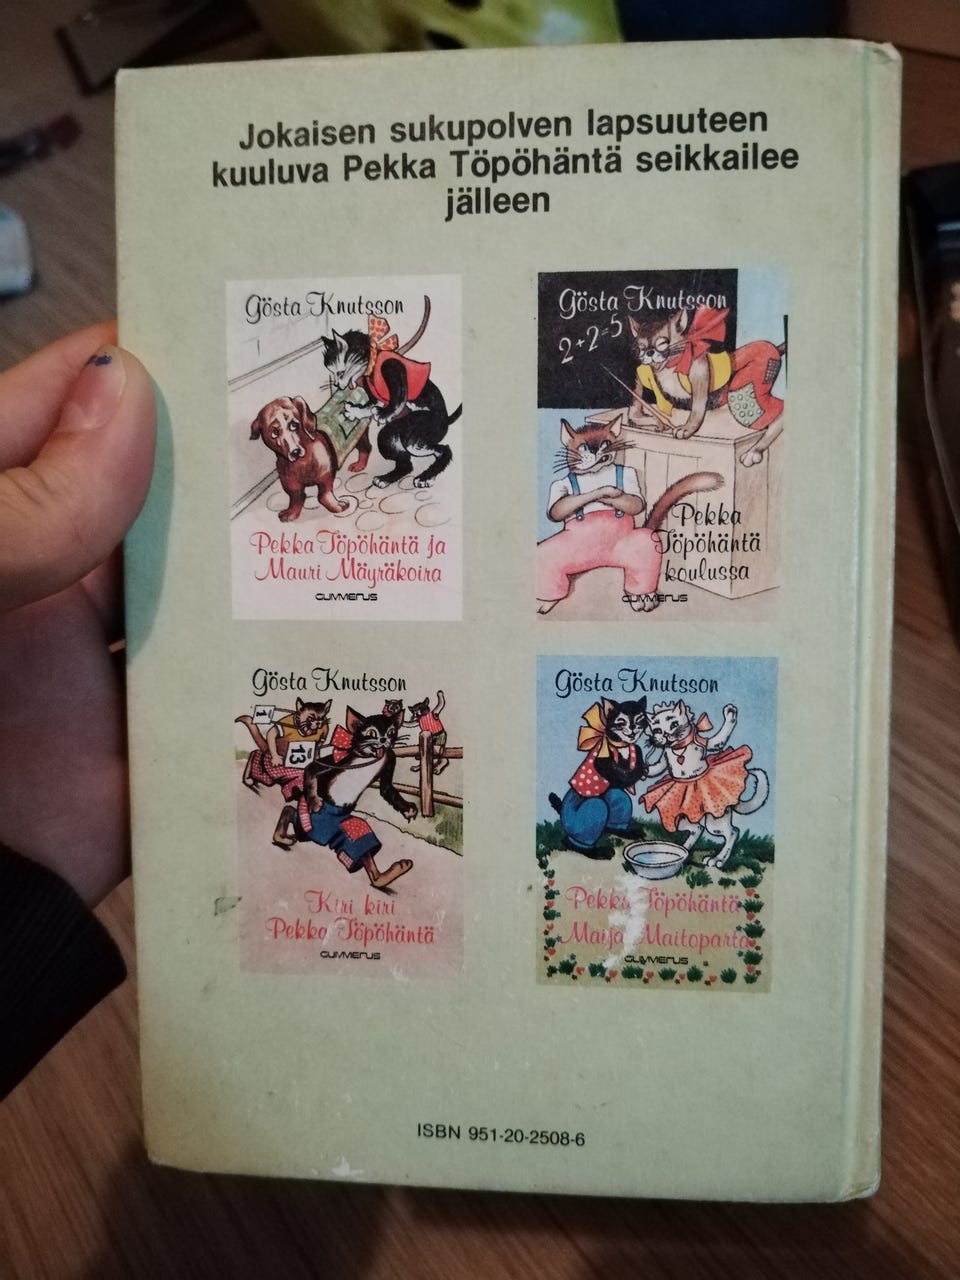 Jokaisen sukupolven lapsuuteen
kuuluva Pekka Töpöhäntä seikkailee
jälleen
Gösta Knutsson
Pekka Töpöhäntä ja
Mauri Mäyräkoira
GUMMERUS
Gösta Knutsson
2+2=5
Pekka
Töpöhäntä
koulussa
GUMMERUS
Gösta Knutsson
1
13
Kiri kiri
Pekka Töpöhäntä
GUMMERUS
Gösta Knutsson
Pekka Töpöhäntä
Maija Maitoparta
GUMMERUS
ISBN 951-20-2508-6